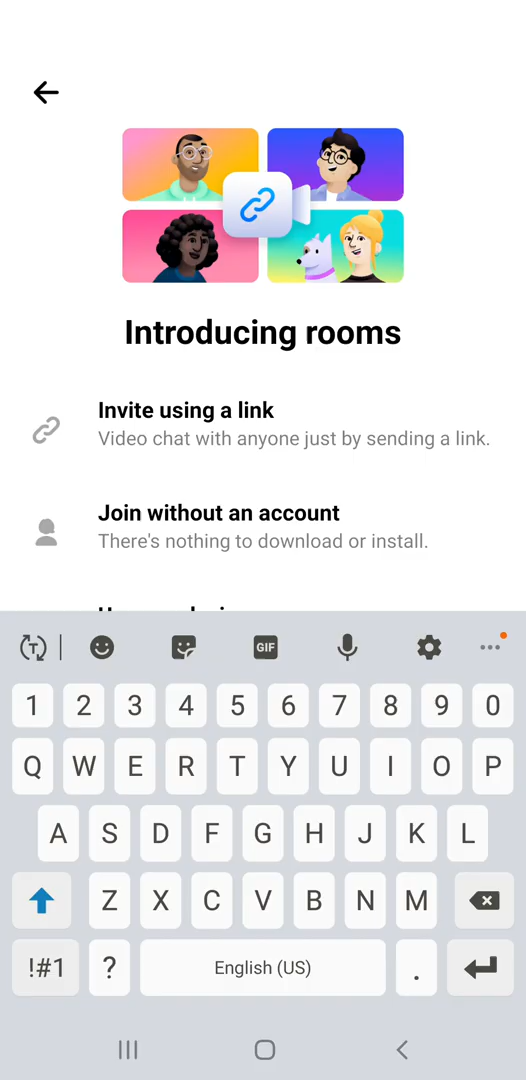 Introducing rooms
Invite using a link
Video chat with anyone just by sending a link.
Join without an account
There's nothing to download or install.
T
GIF
1 2 3 4 5 6 7 8 9 0
Q W E R T Y U I O P
A S D F G H J K L
Z X C V B N M
!#1 ? English (US) .